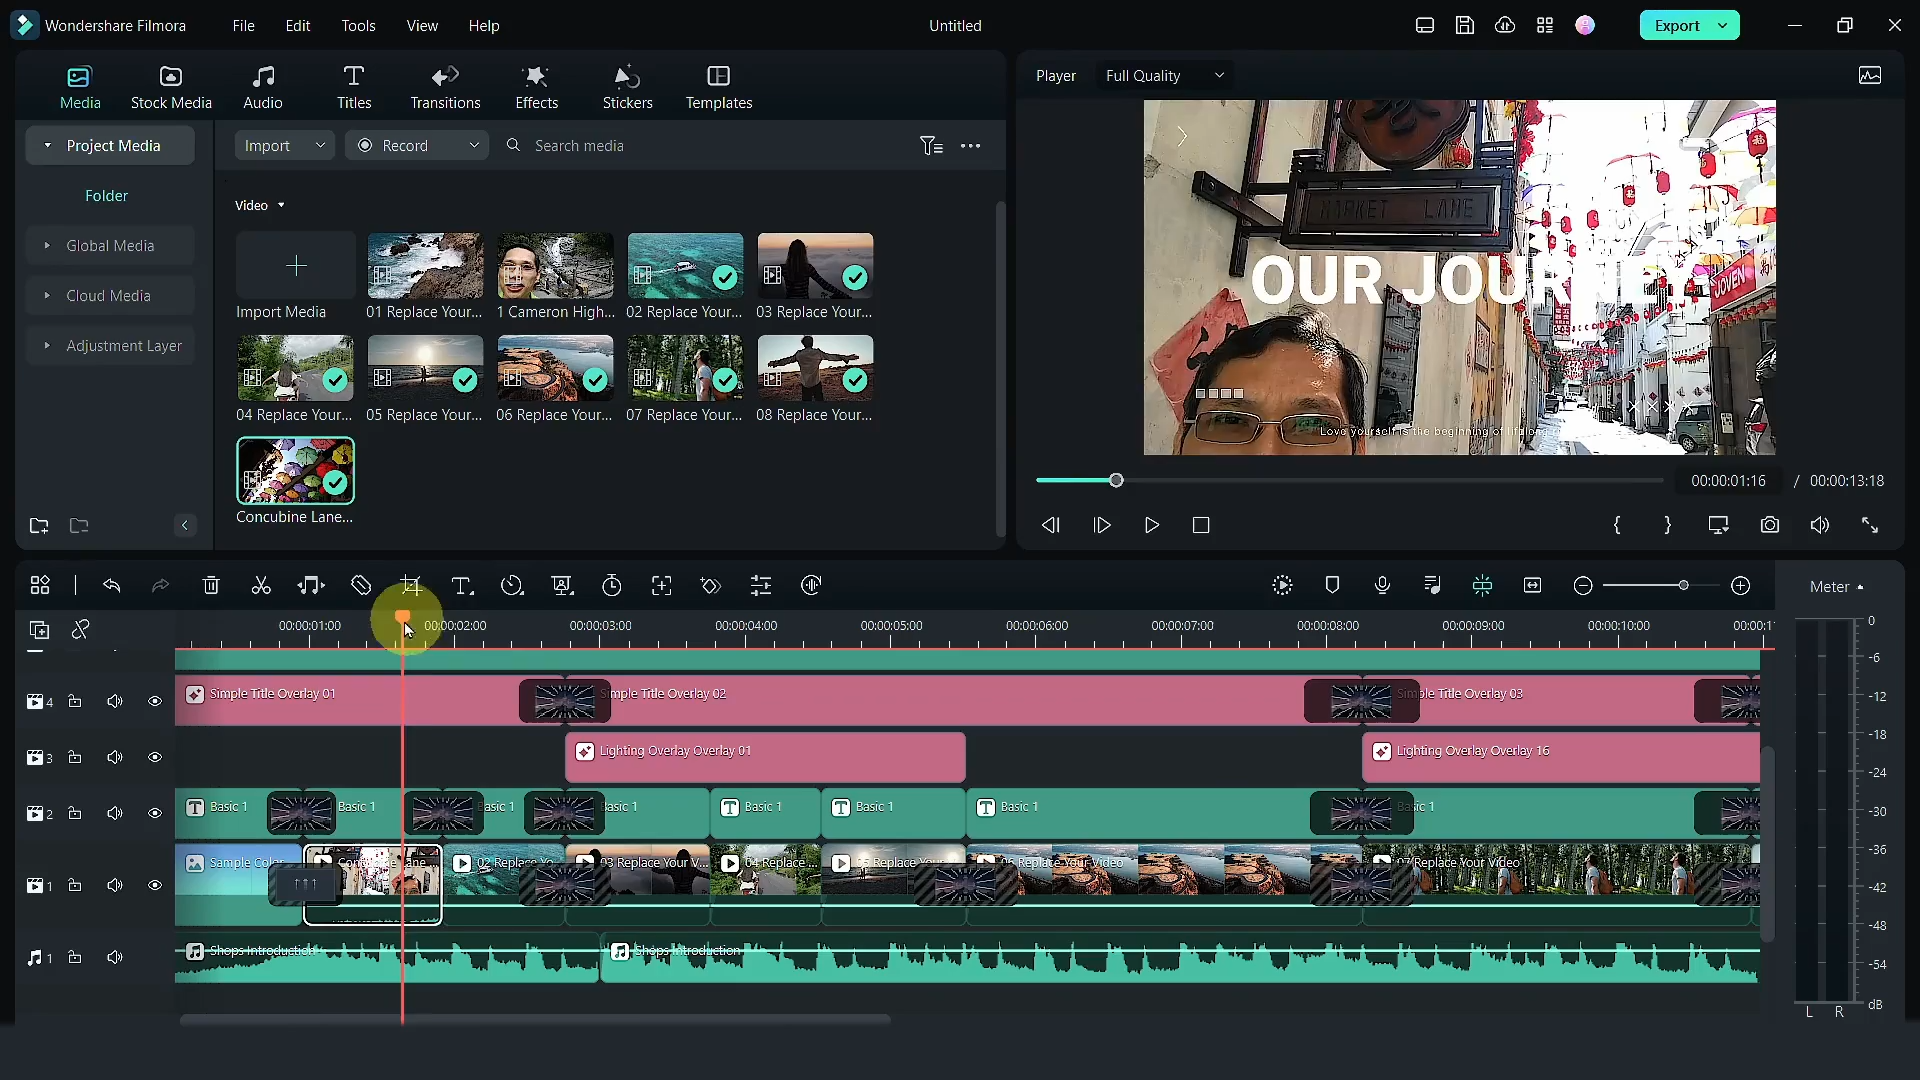 Wondershare Filmora
File
Edit
Tools
View
Help
Untitled
Export
Media
Stock Media
Audio
Titles
Transitions
Effects
Stickers
Templates
Player
Full Quality
Project Media
Import
Record
Search media
Folder
Global Media
Cloud Media
Adjustment Layer
Video
Import Media
01 Replace Your...
1 Cameron High...
02 Replace Your...
03 Replace Your...
04 Replace Your...
05 Replace Your...
06 Replace Your...
07 Replace Your...
08 Replace Your...
Concubine Lane...
MARKET LANE
OUR JOURNEY
JOVEN
Love yourself is the beginning of lifelong
00:00:01:16 / 00:00:13:18
Meter
00:00:01:00
00:00:02:00
00:00:03:00
00:00:04:00
00:00:05:00
00:00:06:00
00:00:07:00
00:00:08:00
00:00:09:00
00:00:10:00
00:00:1
4
Simple Title Overlay 01
Simple Title Overlay 02
Simple Title Overlay 03
3
Lighting Overlay Overlay 01
Lighting Overlay Overlay 16
2
Basic 1
Basic 1
Basic 1
Basic 1
Basic 1
Basic 1
Basic 1
Basic 1
1
Sample Color
Concubine Lane...
02 Replace Yo...
03 Replace Your V...
04 Replace...
05 Replace Your...
06 Replace Your Video
07 Replace Your Video
1
Shops Introduction
Shops Introduction
0
-6
-12
-18
-24
-30
-36
-42
-48
-54
dB
L R